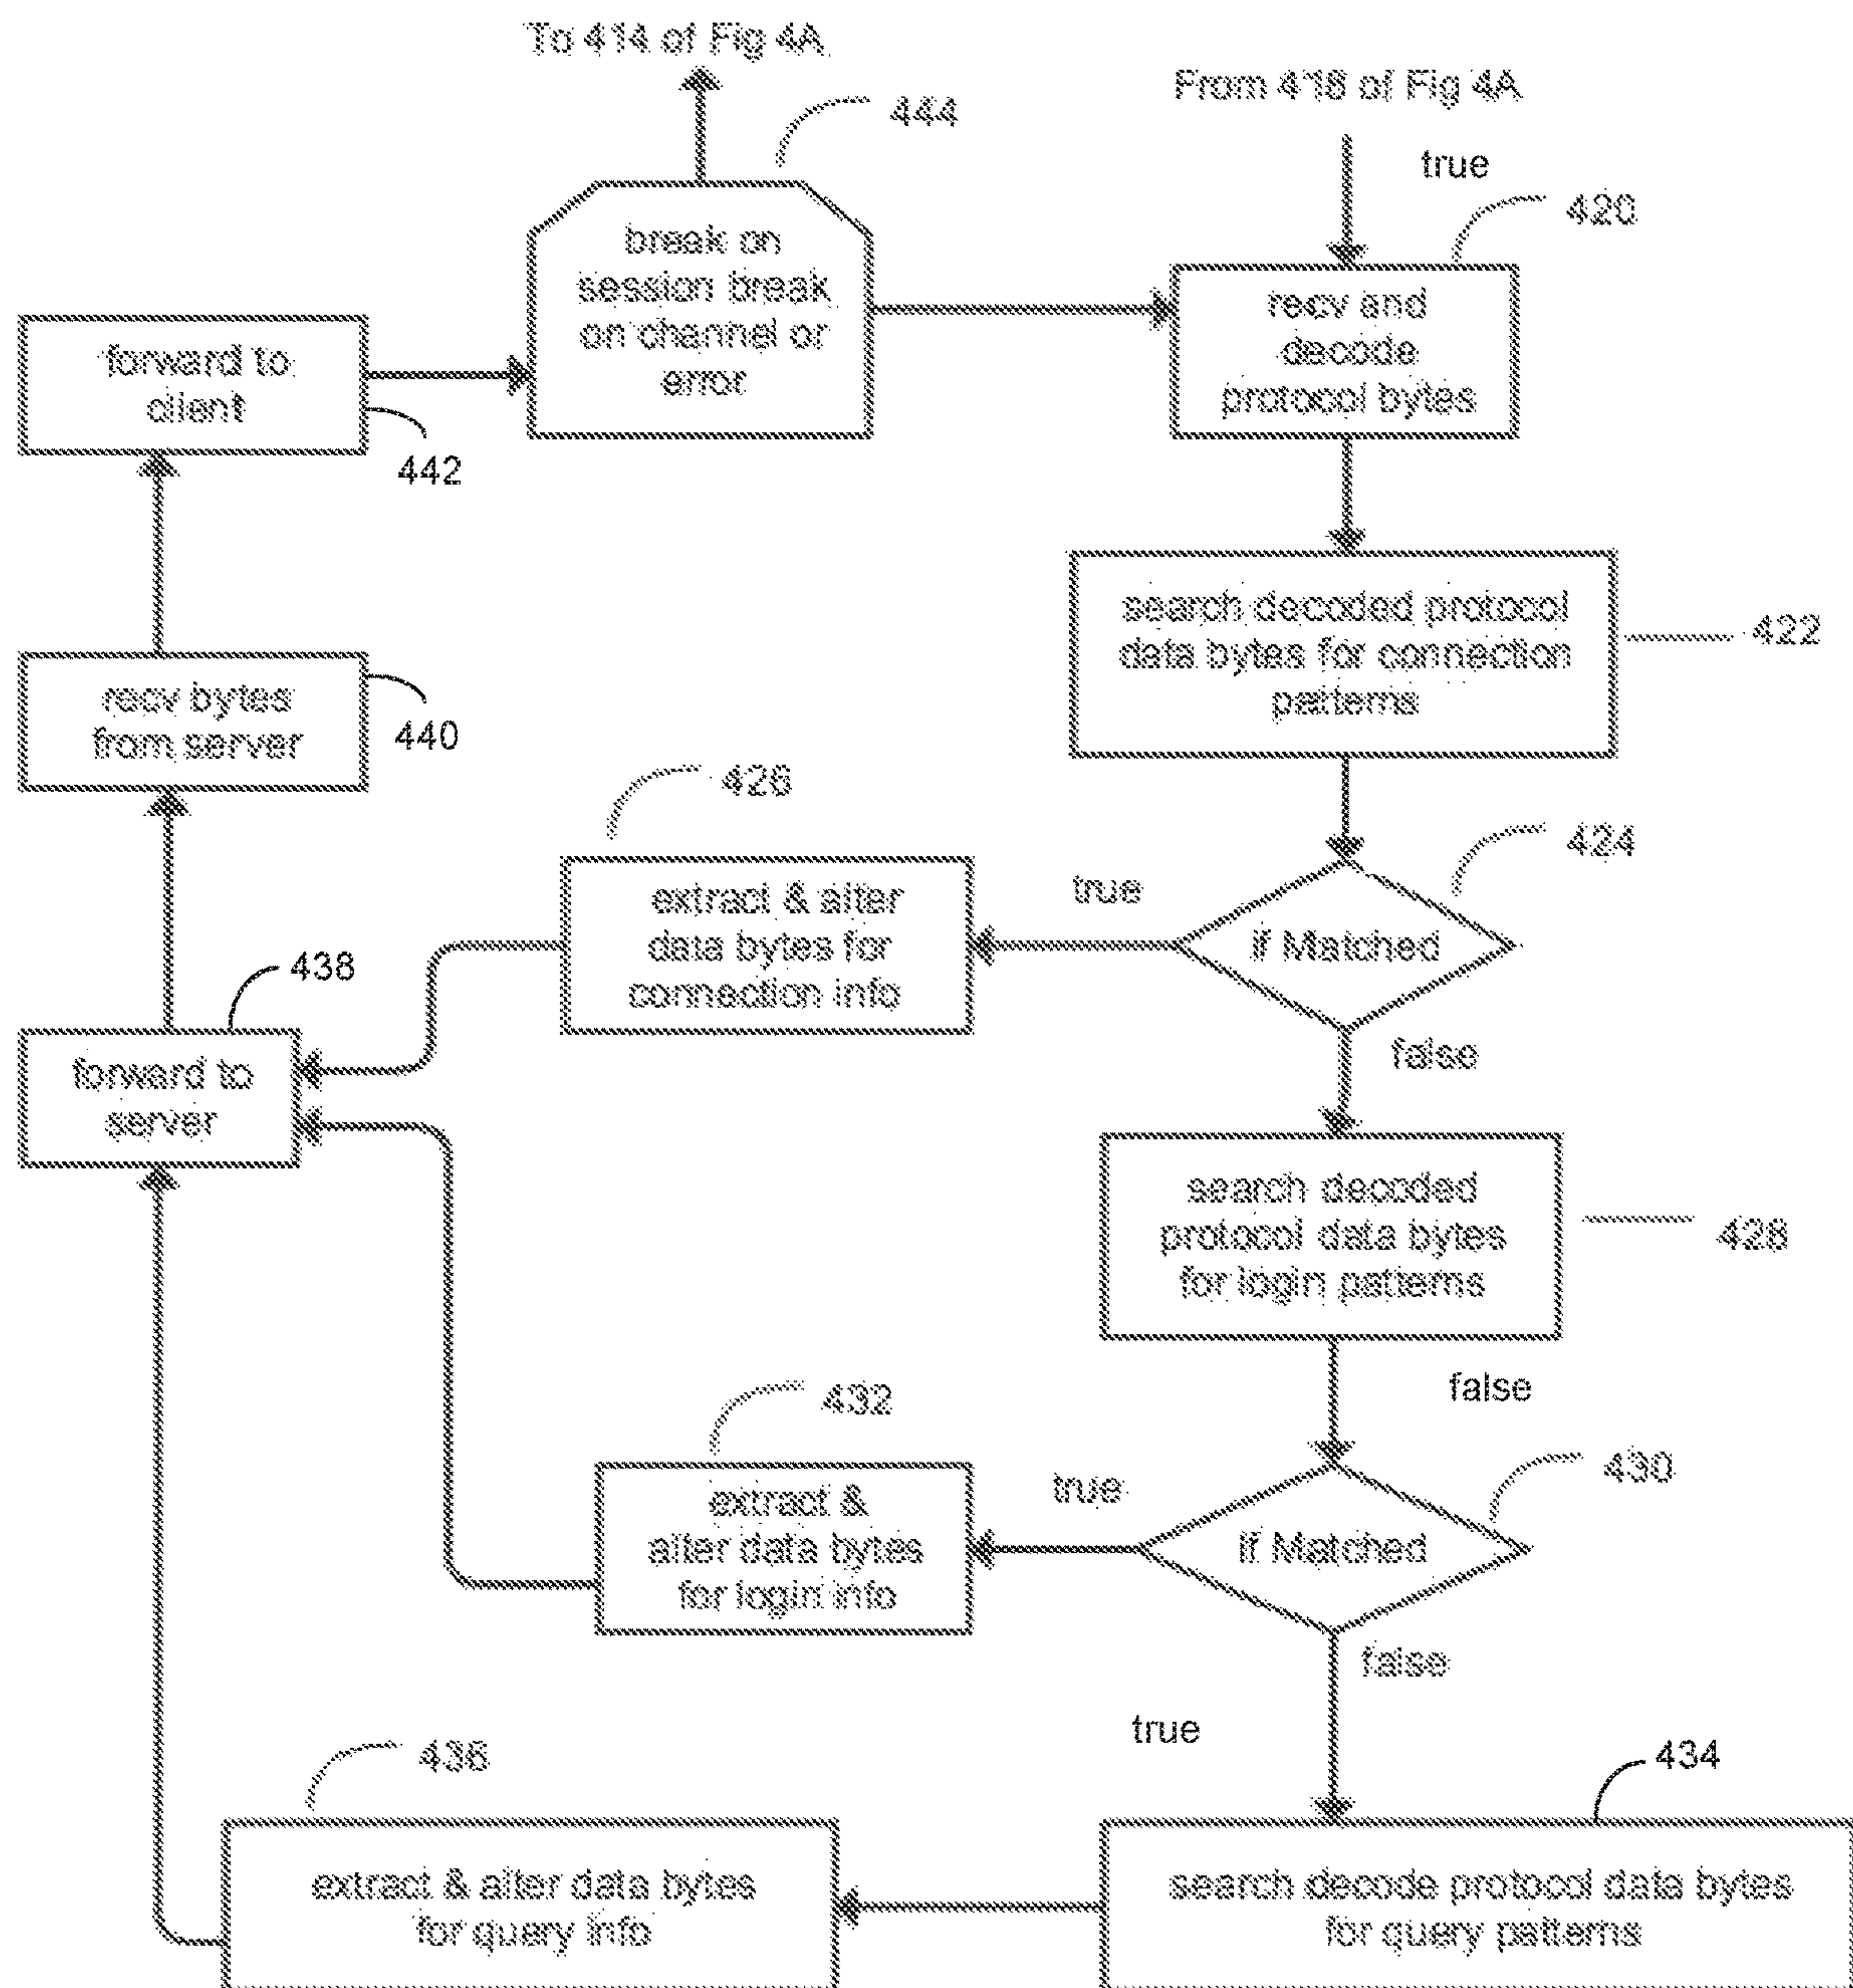 To 414 of Fig 4A
From 418 of Fig 4A
444
true
420
break on
session break
on channel or
error
recv and
decode
protocol bytes
forward to
client
442
search decoded protocol
data bytes for connection
patterns
422
recv bytes
from server
440
426
424
extract & alter
data bytes for
connection info
true
if Matched
438
false
forward to
server
search decoded
protocol data bytes
for login patterns
428
false
432
430
extract &
alter data bytes
for login info
true
if Matched
false
true
436
434
extract & alter data bytes
for query info
search decode protocol data bytes
for query patterns